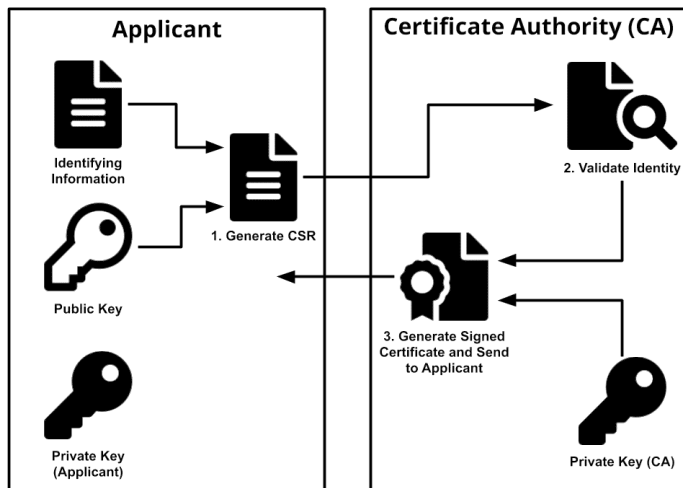 Applicant
Identifying
Information
1. Generate CSR
Public Key
Private Key
(Applicant)
Certificate Authority (CA)
2. Validate Identity
3. Generate Signed
Certificate and Send
to Applicant
Private Key (CA)